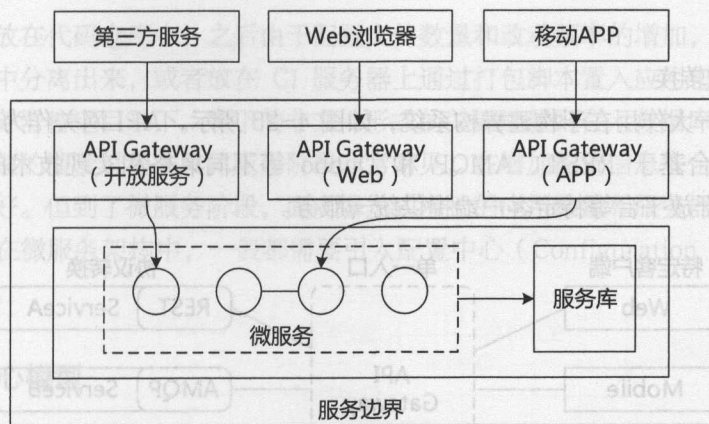 第三方服务
Web浏览器
移动APP
API Gateway
(开放服务)
API Gateway
(Web)
API Gateway
APP
微服务
服务库
服务边界